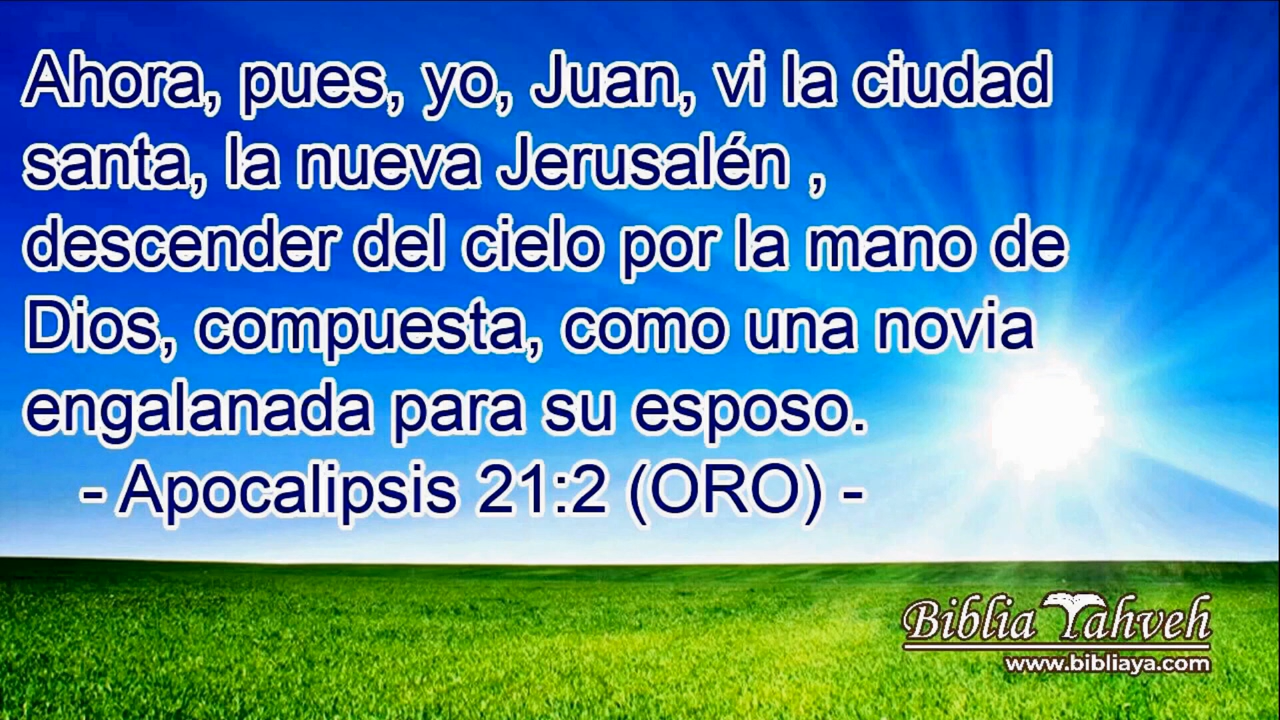 Ahora, pues, yo, Juan, vi la ciudad
santa, la nueva Jerusalén ,
descender del cielo por la mano de
Dios, compuesta, como una novia
engalanada para su esposo.
- Apocalipsis 21:2 (ORO) -
Biblia Yahveh
www.bibliaya.com